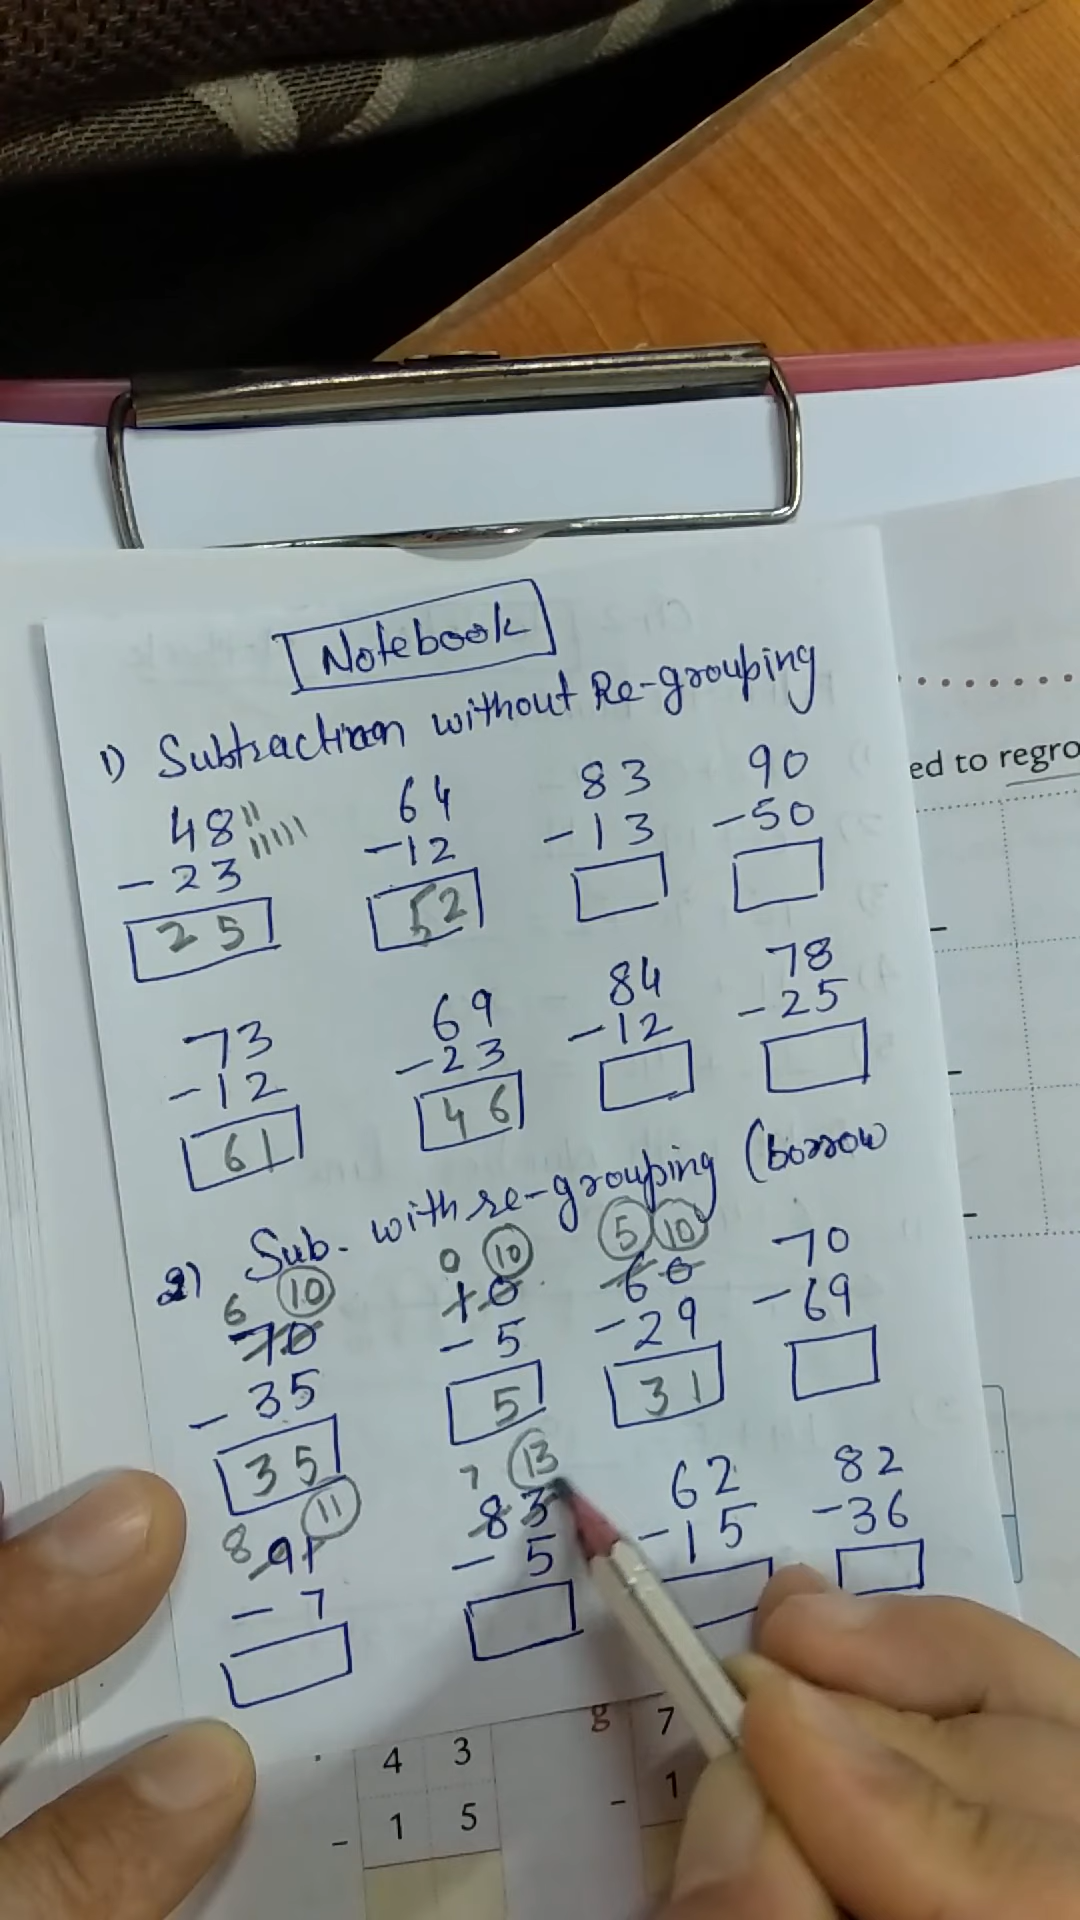 Notebook
1) Subtraction without Re-grouping
ed to regro
48 64 83 90
-23 -12 -13 -50
25 52
73 69 84 78
-12 -23 -12 -25
61 46
2) Sub. with re-grouping (borrow
6 10 0 10 5 10
70 10 60 70
-35 -5 -29 -69
35 5 31
8 11 7 13
91 83 62 82
-7 -5 -15 -36
4 3 g 7
- 1 5 - 1